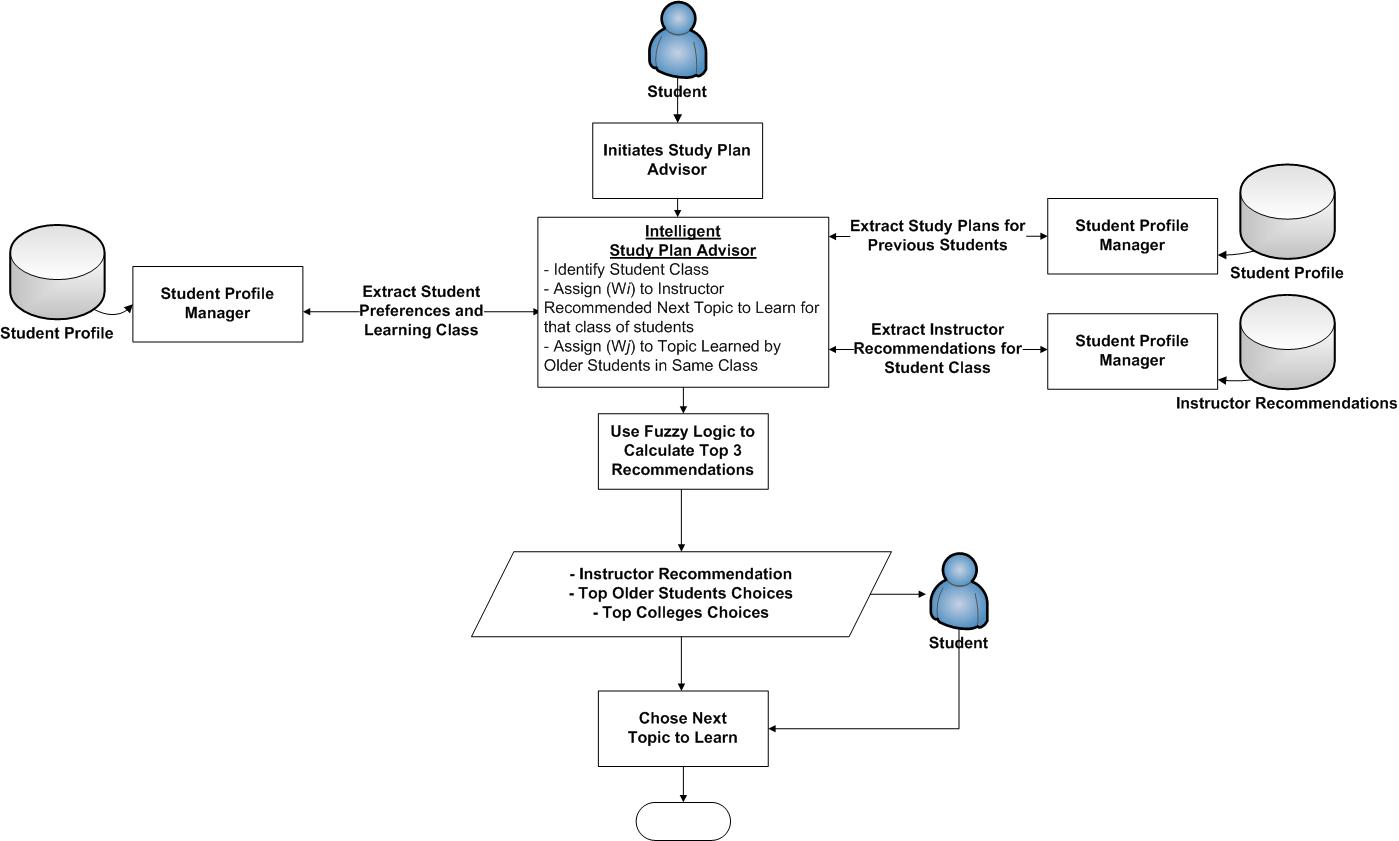 Student
Initiates Study Plan
Advisor
Intelligent
Study Plan Advisor
- Identify Student Class
- Assign (Wi) to Instructor
Recommended Next Topic to Learn for
that class of students
- Assign (Wj) to Topic Learned by
Older Students in Same Class
Extract Study Plans for
Previous Students
Student Profile
Manager
Student Profile
Student Profile
Student Profile
Manager
Extract Student
Preferences and
Learning Class
Extract Instructor
Recommendations for
Student Class
Student Profile
Manager
Instructor Recommendations
Use Fuzzy Logic to
Calculate Top 3
Recommendations
- Instructor Recommendation
- Top Older Students Choices
- Top Colleges Choices
Student
Chose Next
Topic to Learn